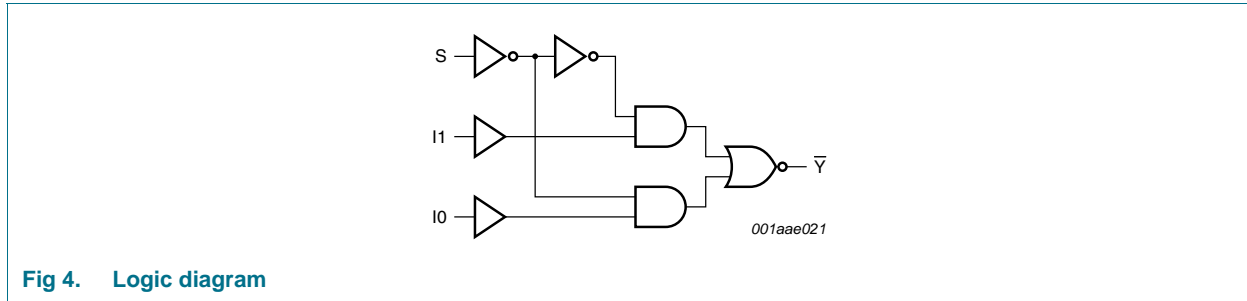 S
I1
I0
Y̅
001aae021
Fig 4. Logic diagram